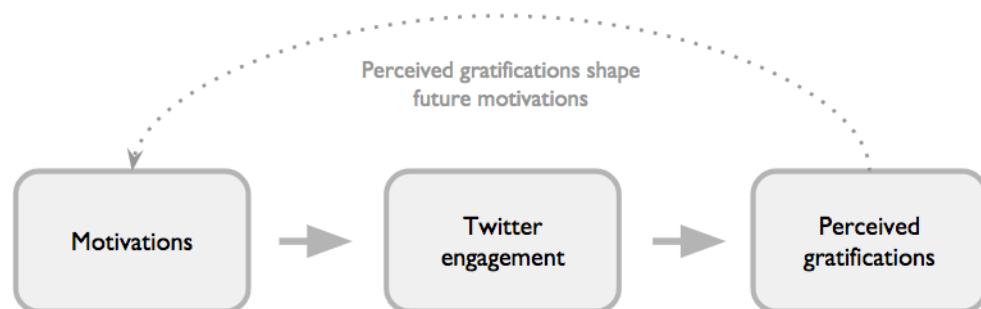 Perceived gratifications shape
future motivations
Motivations
Twitter
engagement
Perceived
gratifications